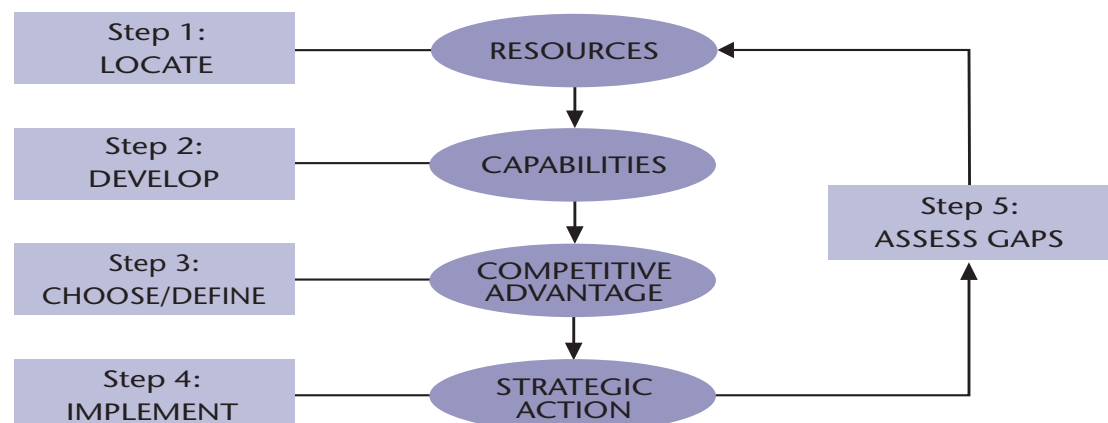 Step 1:
LOCATE
RESOURCES
Step 2:
DEVELOP
CAPABILITIES
Step 5:
ASSESS GAPS
Step 3:
CHOOSE/DEFINE
COMPETITIVE
ADVANTAGE
Step 4:
IMPLEMENT
STRATEGIC
ACTION